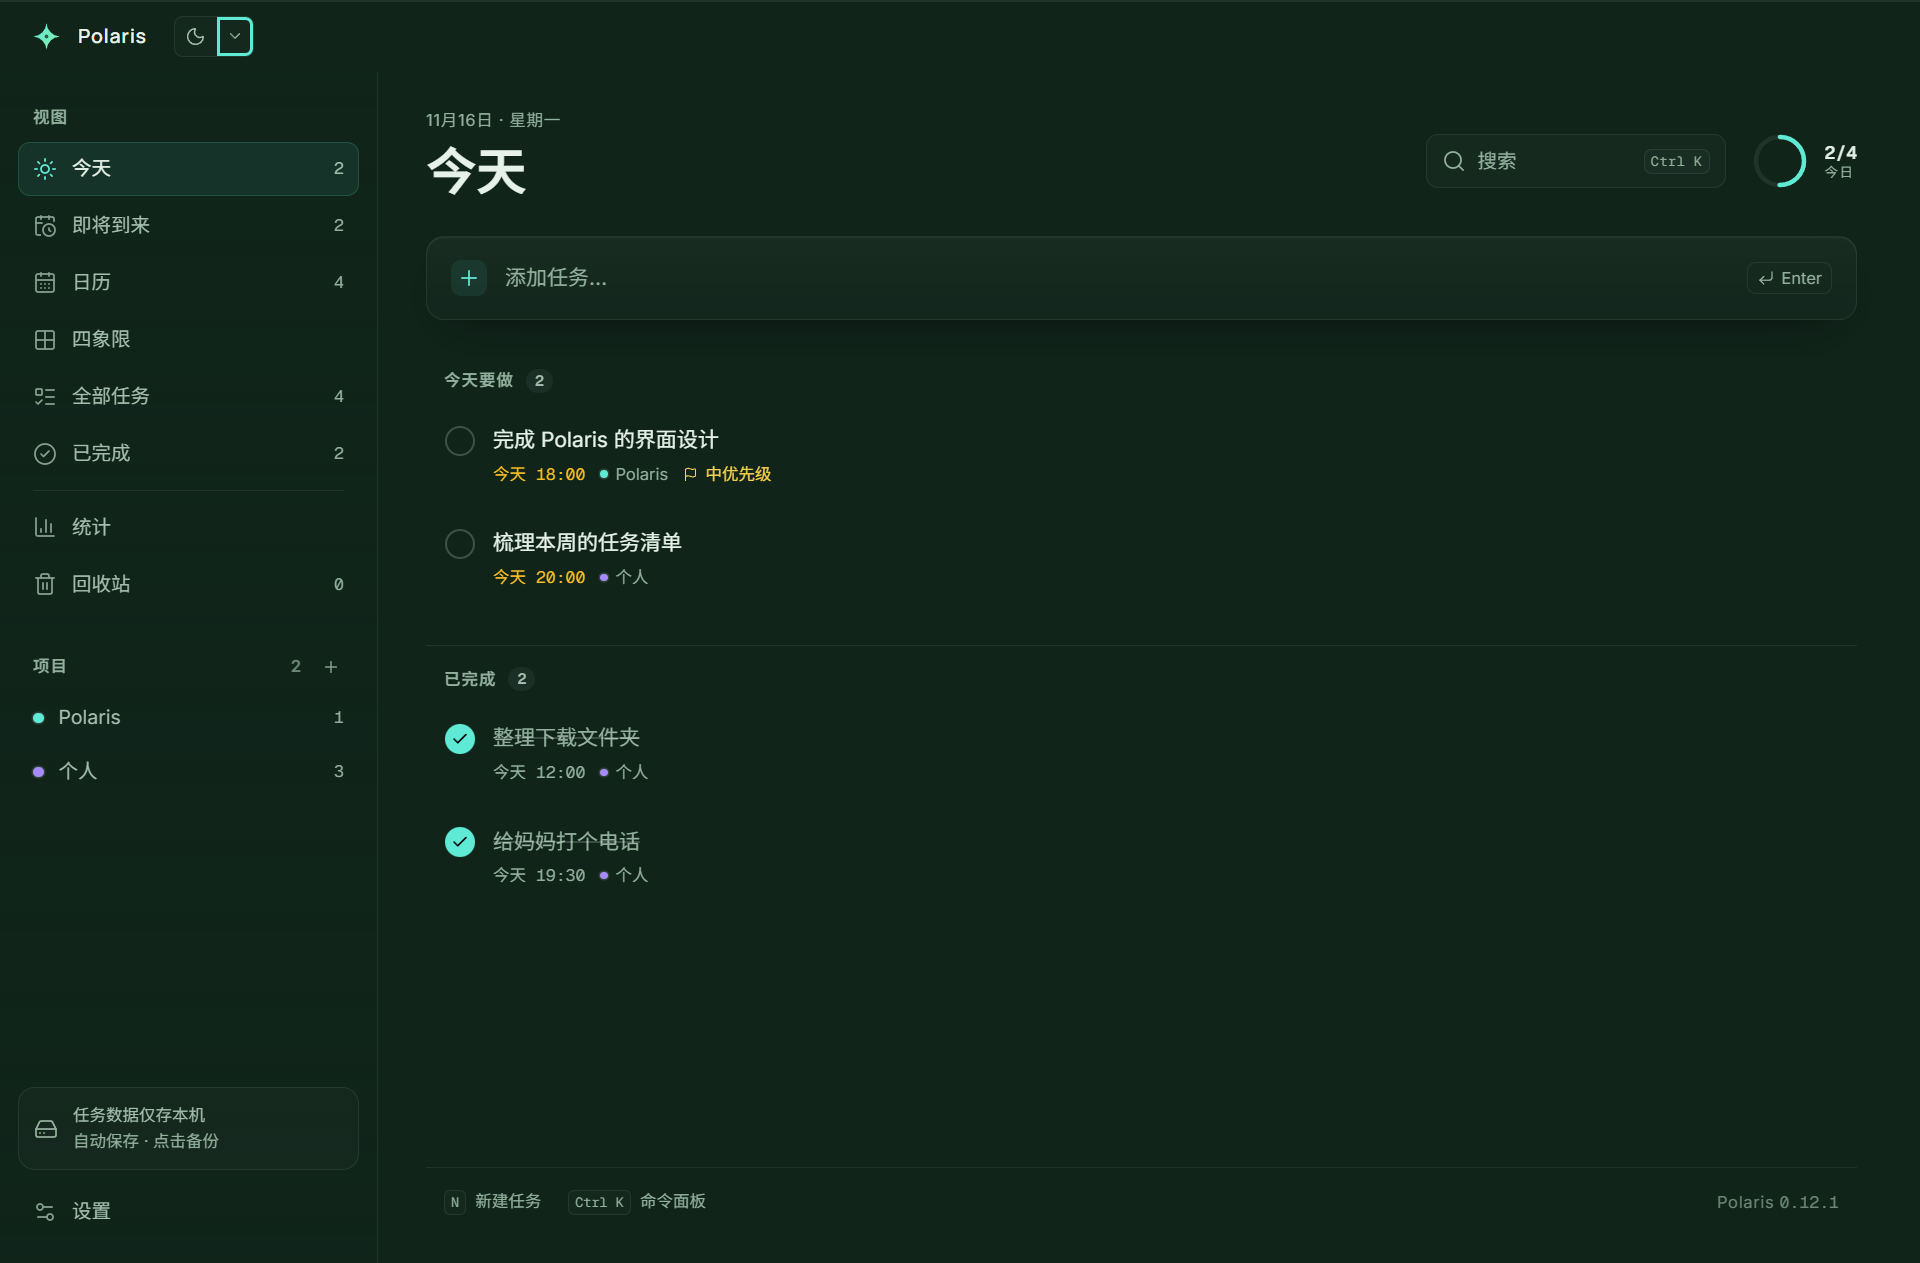 Polaris
视图
今天 2
即将到来 2
日历 4
四象限
全部任务 4
已完成 2
统计
回收站 0
项目 2
Polaris 1
个人 3
任务数据仅存本机
自动保存 · 点击备份
设置
11月16日 · 星期一
今天
搜索 Ctrl K
2/4
今日
添加任务...
Enter
今天要做 2
完成 Polaris 的界面设计
今天 18:00 Polaris 中优先级
梳理本周的任务清单
今天 20:00 个人
已完成 2
整理下载文件夹
今天 12:00 个人
给妈妈打个电话
今天 19:30 个人
N 新建任务 Ctrl K 命令面板
Polaris 0.12.1